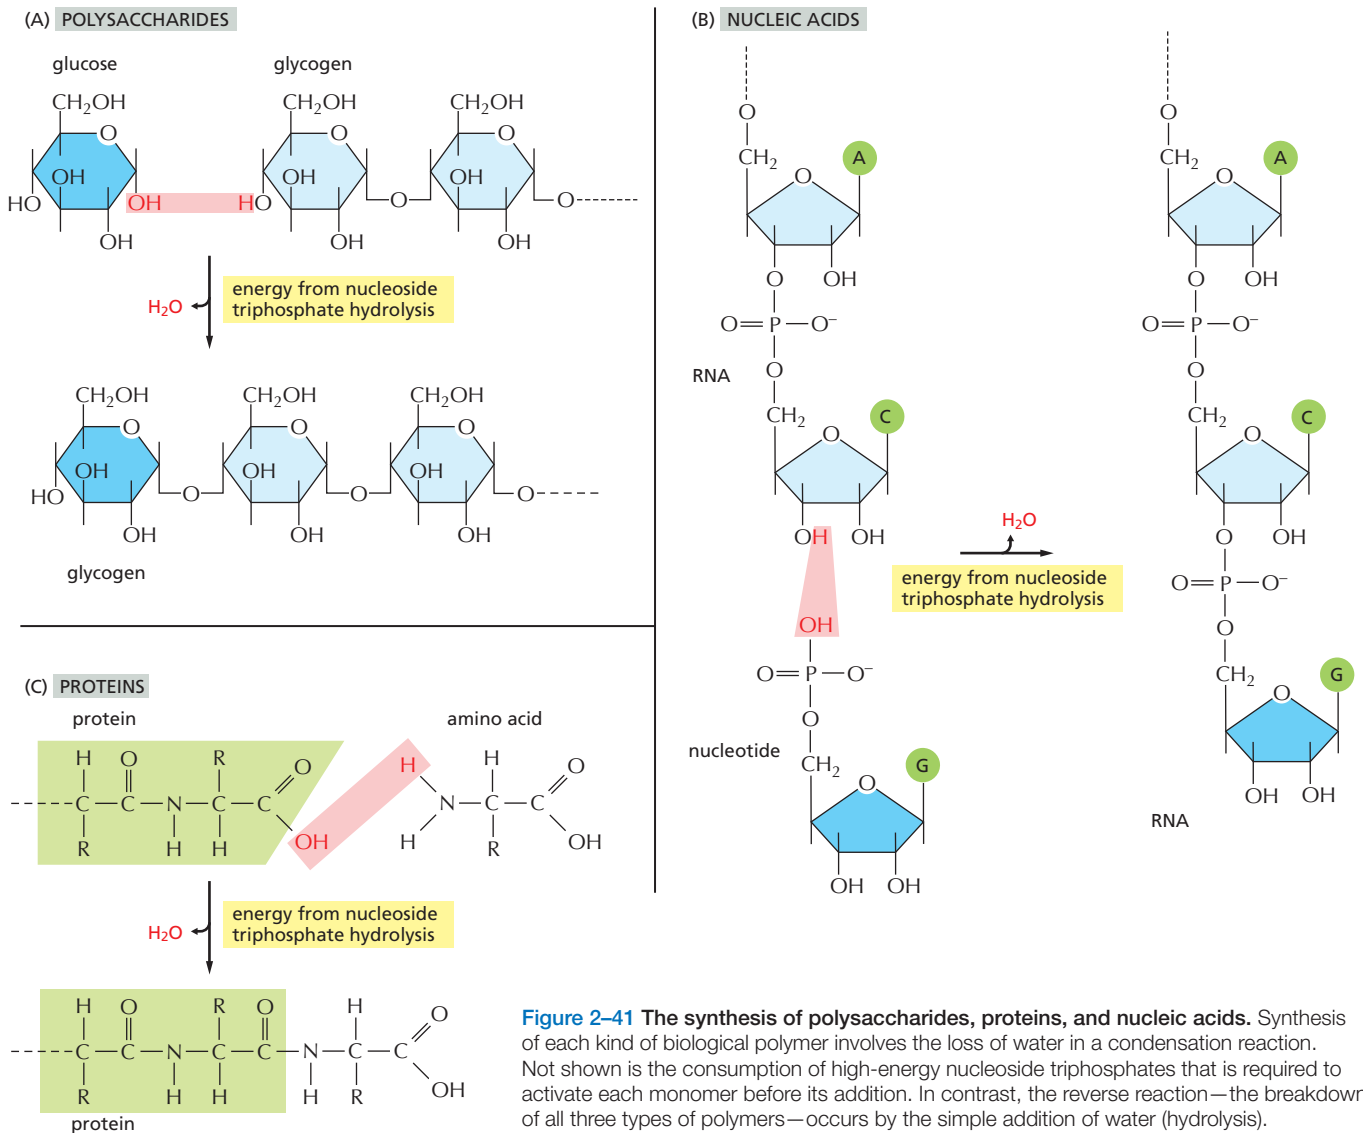 (A) POLYSACCHARIDES
glucose
glycogen
CH₂OH
CH₂OH
CH₂OH
O
O
O
OH
OH
OH
HO
OH
HO
O
O
OH
OH
OH
H₂O
energy from nucleoside
triphosphate hydrolysis
CH₂OH
CH₂OH
CH₂OH
O
O
O
OH
OH
OH
HO
O
O
O
OH
OH
OH
glycogen
(B) NUCLEIC ACIDS
O
CH₂
A
O
O
OH
O=P—O⁻
O
RNA
CH₂
C
O
OH
OH
OH
O=P—O⁻
O
nucleotide
CH₂
G
O
OH
OH
H₂O
energy from nucleoside
triphosphate hydrolysis
O
CH₂
A
O
O
OH
O=P—O⁻
O
CH₂
C
O
O
OH
O=P—O⁻
O
CH₂
G
O
OH
OH
RNA
(C) PROTEINS
protein
amino acid
H O R O
C—C—N—C—C
R H H OH
H H O
N—C—C
H R OH
H₂O
energy from nucleoside
triphosphate hydrolysis
H O R O H O
C—C—N—C—C—N—C—C
R H H H R OH
protein
Figure 2–41 The synthesis of polysaccharides, proteins, and nucleic acids. Synthesis
of each kind of biological polymer involves the loss of water in a condensation reaction.
Not shown is the consumption of high-energy nucleoside triphosphates that is required to
activate each monomer before its addition. In contrast, the reverse reaction—the breakdown
of all three types of polymers—occurs by the simple addition of water (hydrolysis).